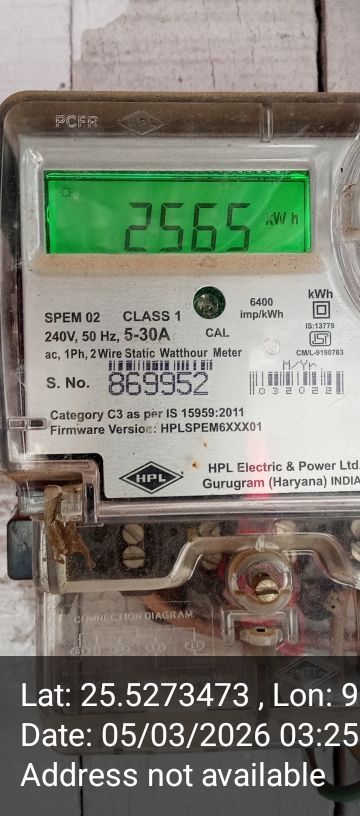 PCFR
2565 kWh
6400
imp/kWh
kWh
SPEM 02 CLASS 1
240V, 50 Hz, 5-30A CAL
IS:13779
ISI
CM/L-9190783
ac, 1Ph, 2 Wire Static Watthour Meter
M/Yr.
S. No. 869952
032022
Category C3 as per IS 15959:2011
Firmware Version: HPLSPEM6XXX01
HPL
HPL Electric & Power Ltd.
Gurugram (Haryana) INDIA
CONNECTION DIAGRAM
LOAD
Lat: 25.5273473 , Lon: 9
Date: 05/03/2026 03:25
Address not available